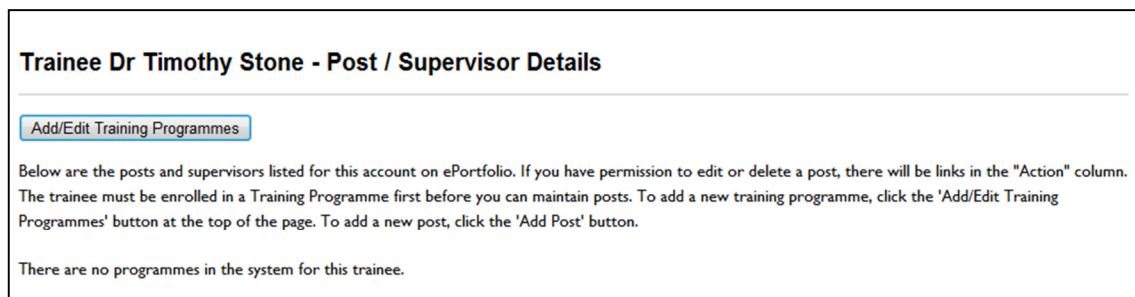 Trainee Dr Timothy Stone - Post / Supervisor Details
Add/Edit Training Programmes
Below are the posts and supervisors listed for this account on ePortfolio. If you have permission to edit or delete a post, there will be links in the "Action" column.
The trainee must be enrolled in a Training Programme first before you can maintain posts. To add a new training programme, click the 'Add/Edit Training
Programmes' button at the top of the page. To add a new post, click the 'Add Post' button.
There are no programmes in the system for this trainee.